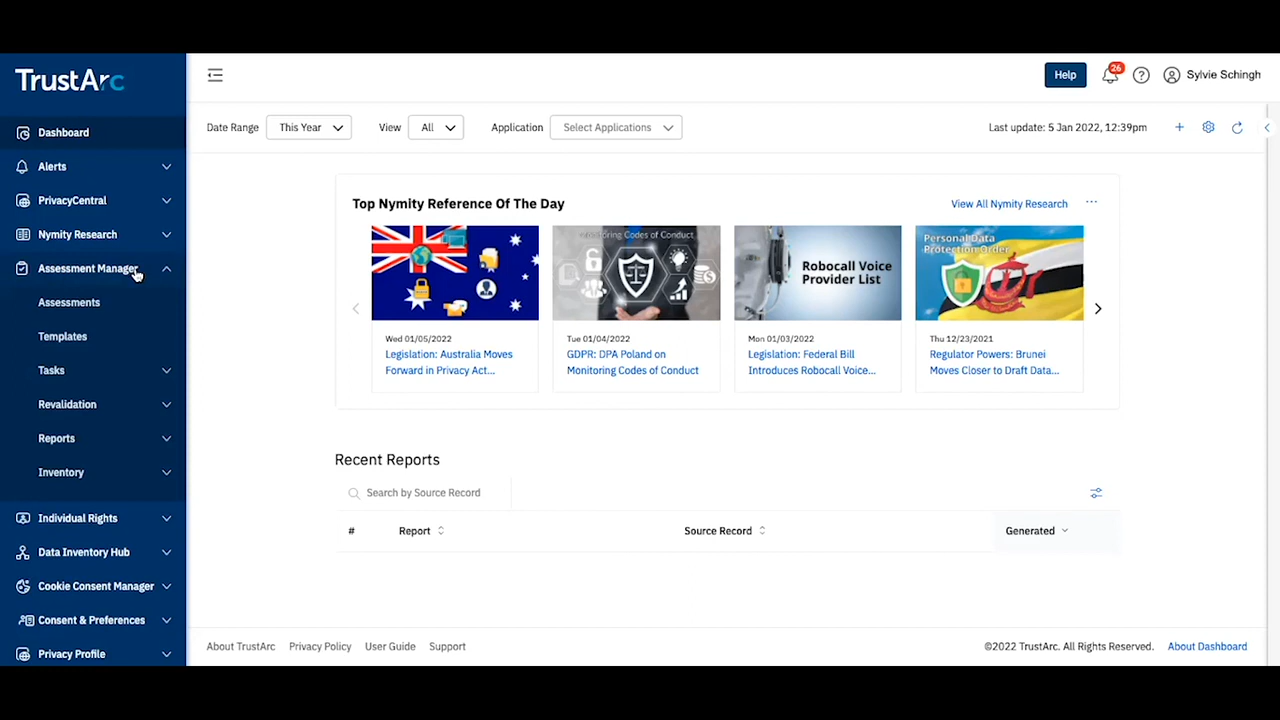 TrustArc
Help
26
Sylvie Schingh
Dashboard
Alerts
PrivacyCentral
Nymity Research
Assessment Manager
Assessments
Templates
Tasks
Revalidation
Reports
Inventory
Individual Rights
Data Inventory Hub
Cookie Consent Manager
Consent & Preferences
Privacy Profile
Date Range
This Year
View
All
Application
Select Applications
Last update: 5 Jan 2022, 12:39pm
Top Nymity Reference Of The Day
View All Nymity Research
Wed 01/05/2022
Legislation: Australia Moves
Forward in Privacy Act...
Monitoring Codes of Conduct
Tue 01/04/2022
GDPR: DPA Poland on
Monitoring Codes of Conduct
Robocall Voice
Provider List
Mon 01/03/2022
Legislation: Federal Bill
Introduces Robocall Voice...
Personal Data
Protection Order
Thu 12/23/2021
Regulator Powers: Brunei
Moves Closer to Draft Data...
Recent Reports
Search by Source Record
#
Report
Source Record
Generated
About TrustArc
Privacy Policy
User Guide
Support
©2022 TrustArc. All Rights Reserved.
About Dashboard